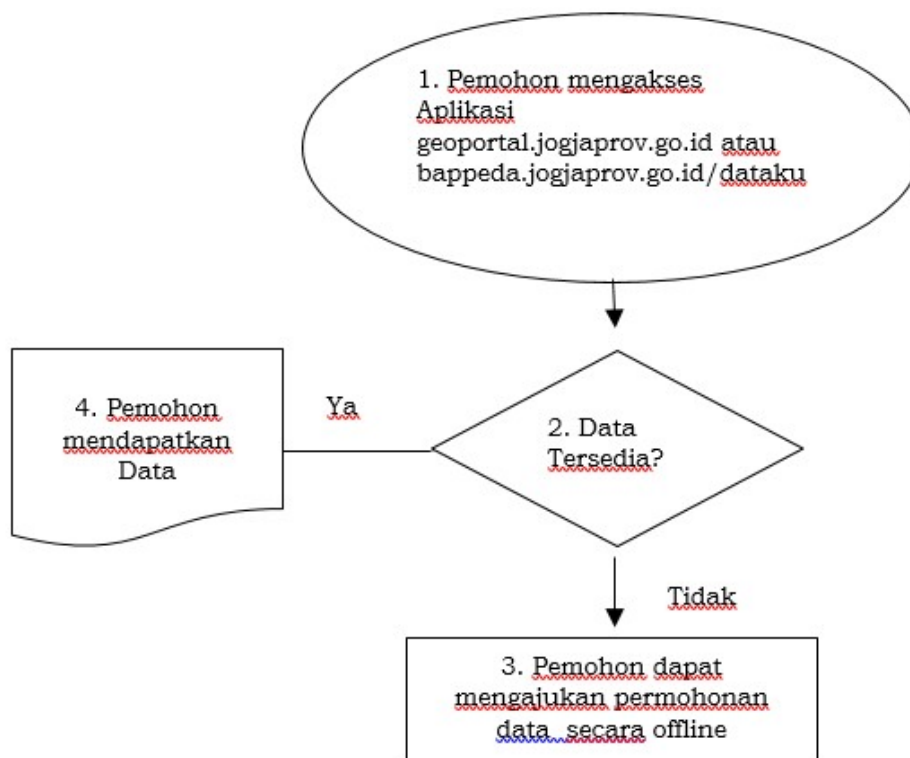 1. Pemohon mengakses
Aplikasi
geoportal.jogjaprov.go.id atau
bappeda.jogjaprov.go.id/dataku
2. Data
Tersedia?
Ya
4. Pemohon
mendapatkan
Data
Tidak
3. Pemohon dapat
mengajukan permohonan
data secara offline